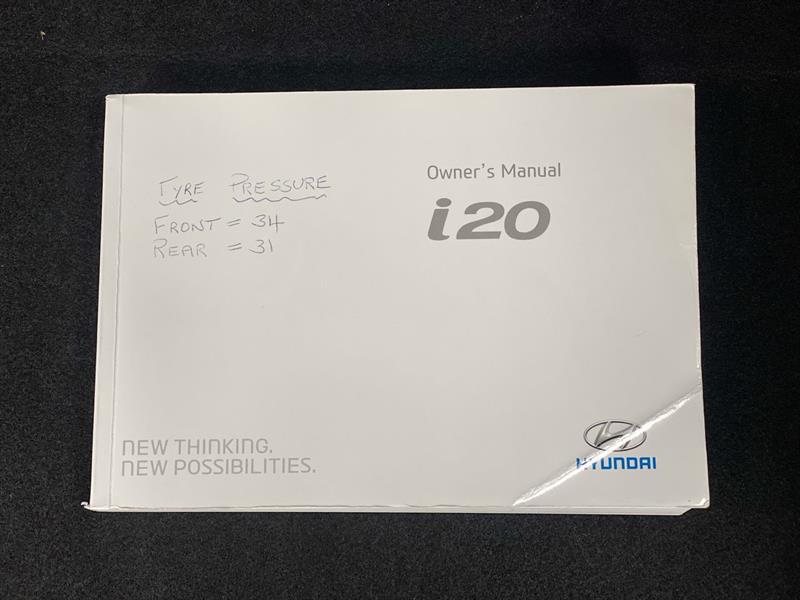 TYRE PRESSURE
FRONT = 34
REAR = 31
Owner's Manual
i20
NEW THINKING.
NEW POSSIBILITIES.
HYUNDAI